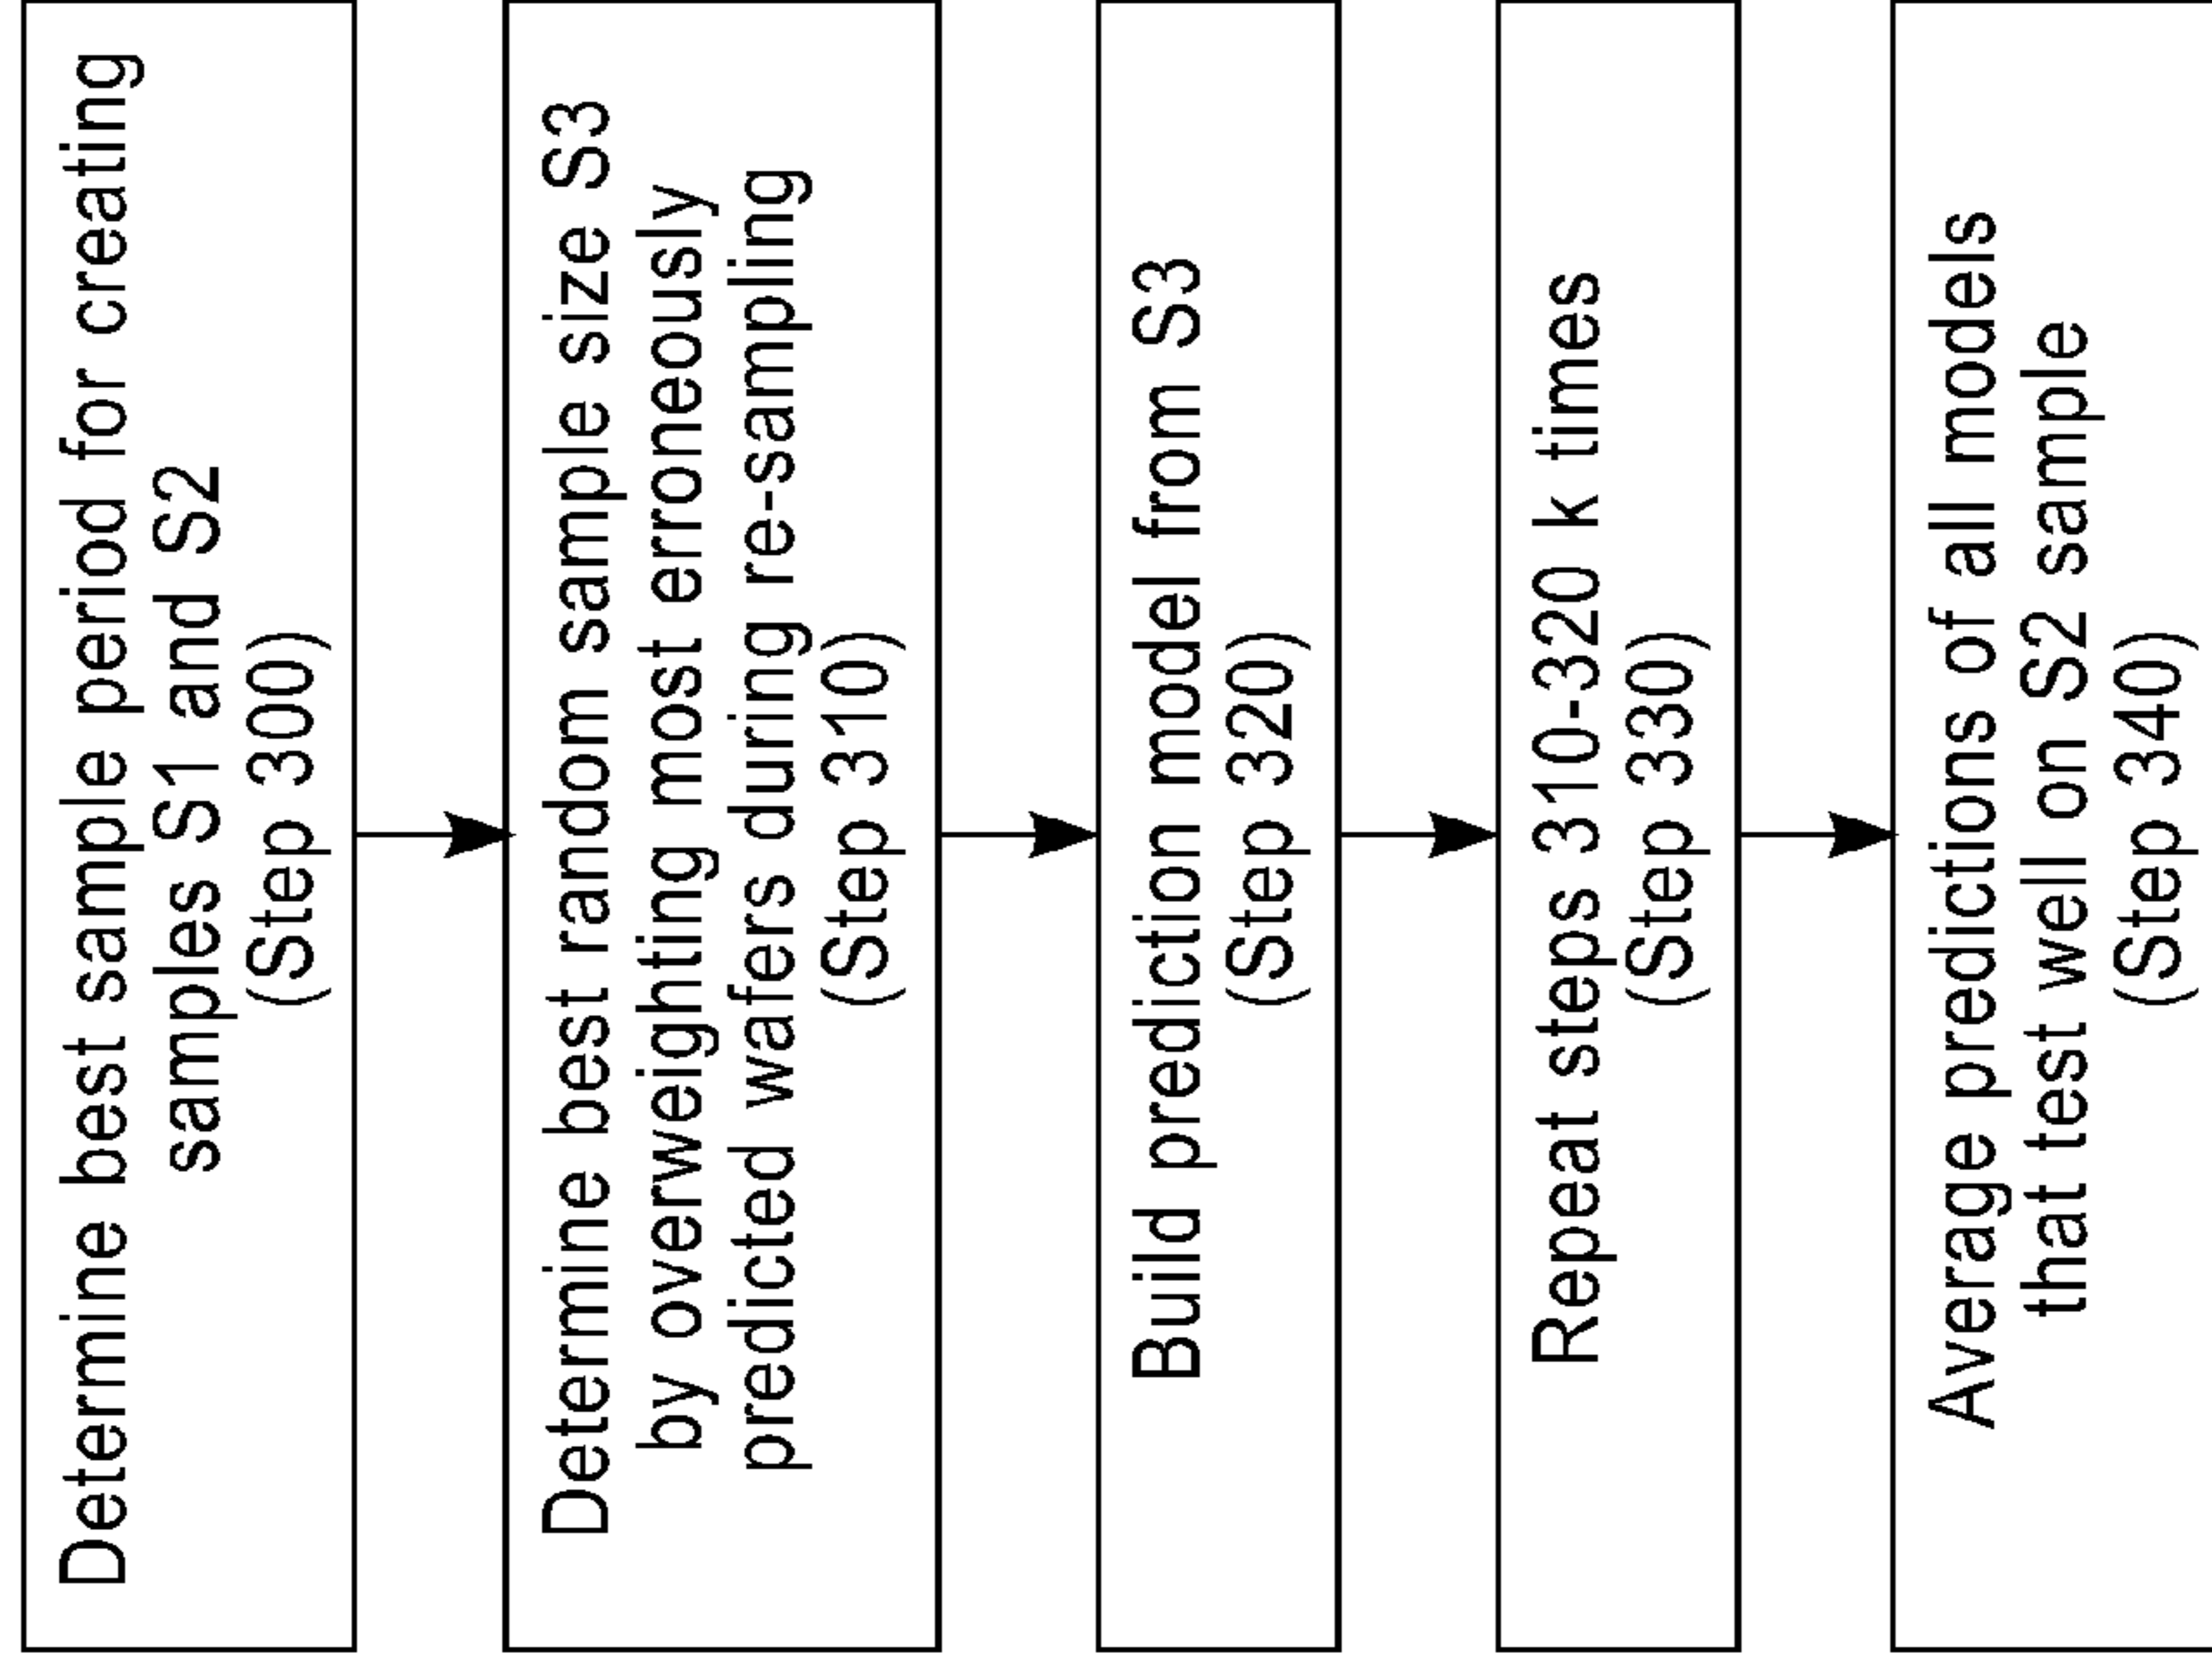 Determine best sample period for creating
samples S1 and S2
(Step 300)
Determine best random sample size S3
by overweighting most erroneously
predicted wafers during re-sampling
(Step 310)
Build prediction model from S3
(Step 320)
Repeat steps 310-320 k times
(Step 330)
Average predictions of all models
that test well on S2 sample
(Step 340)